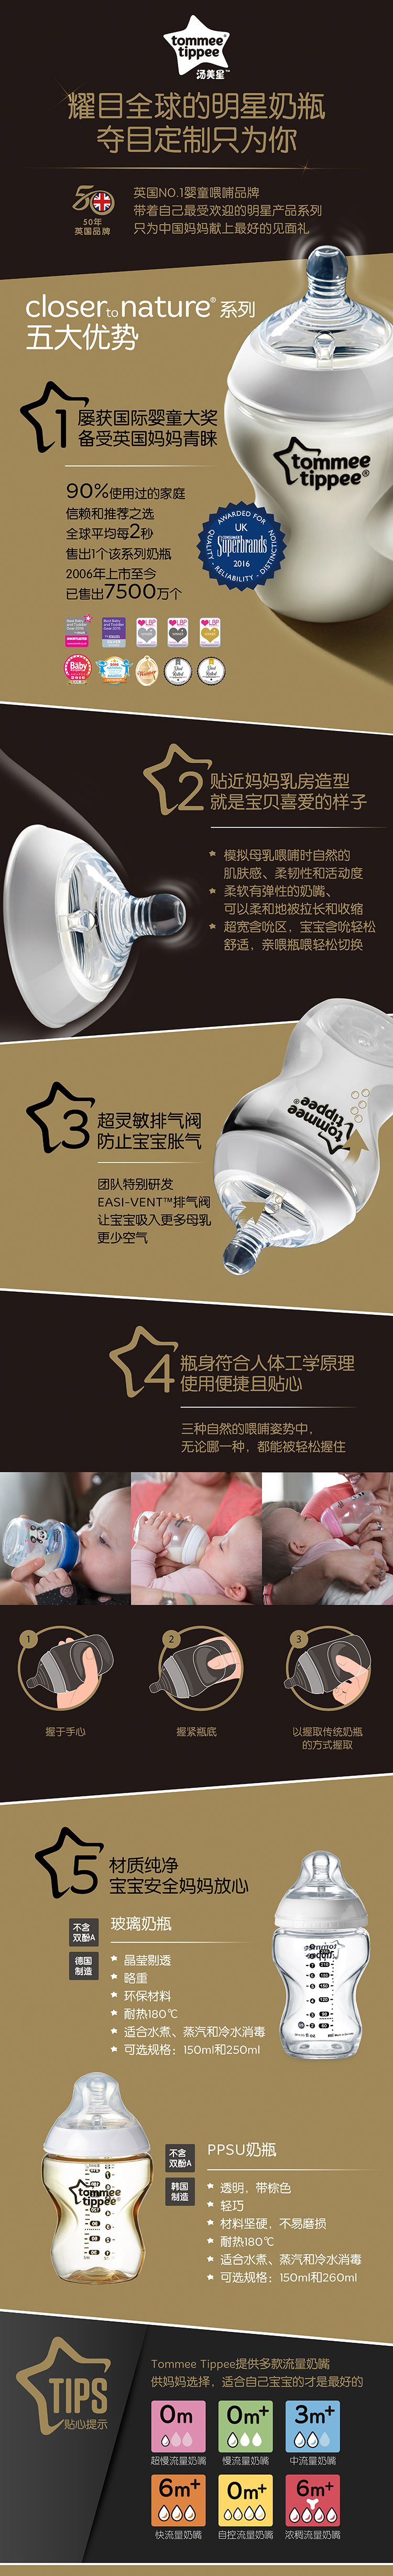 tommee
tippee
汤美星™
耀目全球的明星奶瓶
夺目定制只为你
50
50年
英国品牌
英国NO.1婴童喂哺品牌
带着自己最受欢迎的明星产品系列
只为中国妈妈献上最好的见面礼
closer to nature® 系列
五大优势
1
屡获国际婴童大奖
备受英国妈妈青睐
tommee
tippee®
90%使用过的家庭
信赖和推荐之选
全球平均每2秒
售出1个该系列奶瓶
2006年上市至今
已售出7500万个
AWARDED FOR
UK
CONSUMER
Superbrands
2016
QUALITY · RELIABILITY · DISTINCTION
LBP
LBP
LBP
Baby
2
贴近妈妈乳房造型
就是宝贝喜爱的样子
模拟母乳喂哺时自然的
肌肤感、柔韧性和活动度
柔软有弹性的奶嘴、
可以柔和地被拉长和收缩
超宽含吮区，宝宝含吮轻松
舒适，亲喂瓶喂轻松切换
3
超灵敏排气阀
防止宝宝胀气
tommee
tippee®
团队特别研发
EASI-VENT™排气阀
让宝宝吸入更多母乳
更少空气
4
瓶身符合人体工学原理
使用便捷且贴心
三种自然的喂哺姿势中，
无论哪一种，都能被轻松握住
1
2
3
握于手心
握紧瓶底
以握取传统奶瓶
的方式握取
5
材质纯净
宝宝安全妈妈放心
不含
双酚A
德国
制造
玻璃奶瓶
晶莹剔透
略重
环保材料
耐热180℃
适合水煮、蒸汽和冷水消毒
可选规格：150ml和250ml
tommee
tippee®
不含
双酚A
韩国
制造
PPSU奶瓶
透明，带棕色
轻巧
材料坚硬，不易磨损
耐热180℃
适合水煮、蒸汽和冷水消毒
可选规格：150ml和260ml
TIPS
贴心提示
Tommee Tippee提供多款流量奶嘴
供妈妈选择，适合自己宝宝的才是最好的
0m
0m+
3m+
超慢流量奶嘴
慢流量奶嘴
中流量奶嘴
6m+
0m+
6m+
快流量奶嘴
自控流量奶嘴
浓稠流量奶嘴